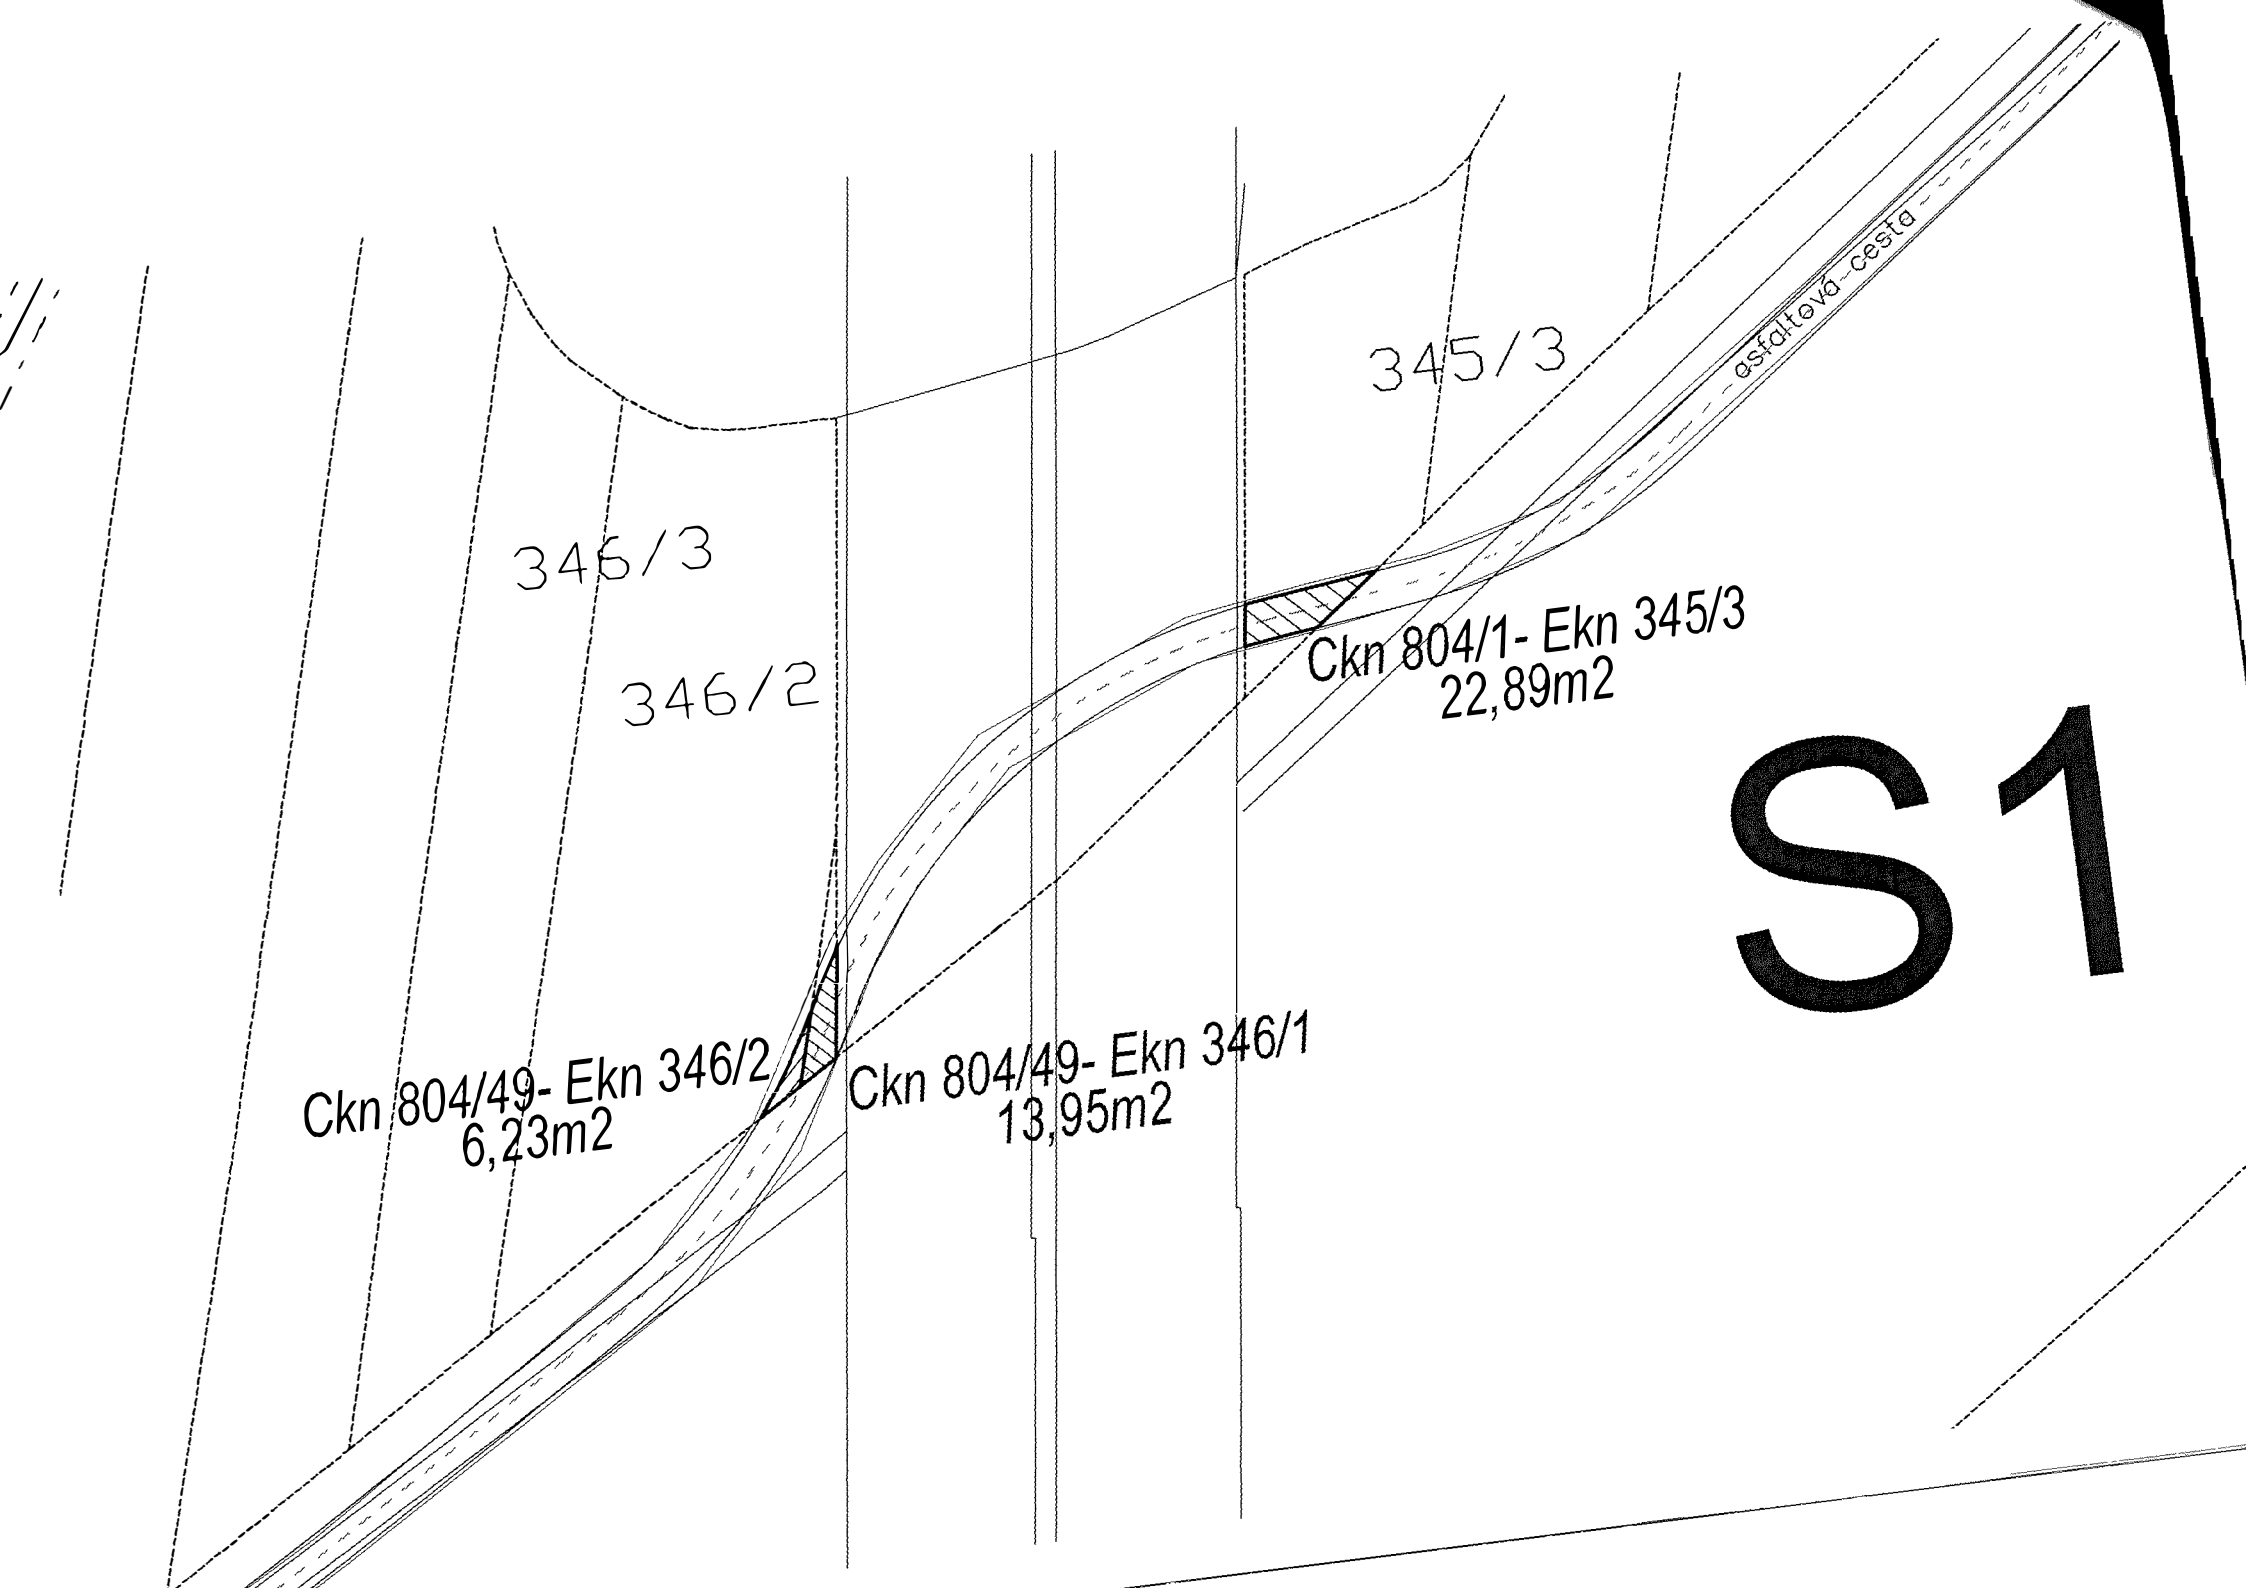 asfaltová cesta
345/3
346/3
346/2
Ckn 804/1- Ekn 345/3
22,89m2
S1
Ckn 804/49- Ekn 346/2
6,23m2
Ckn 804/49- Ekn 346/1
13,95m2